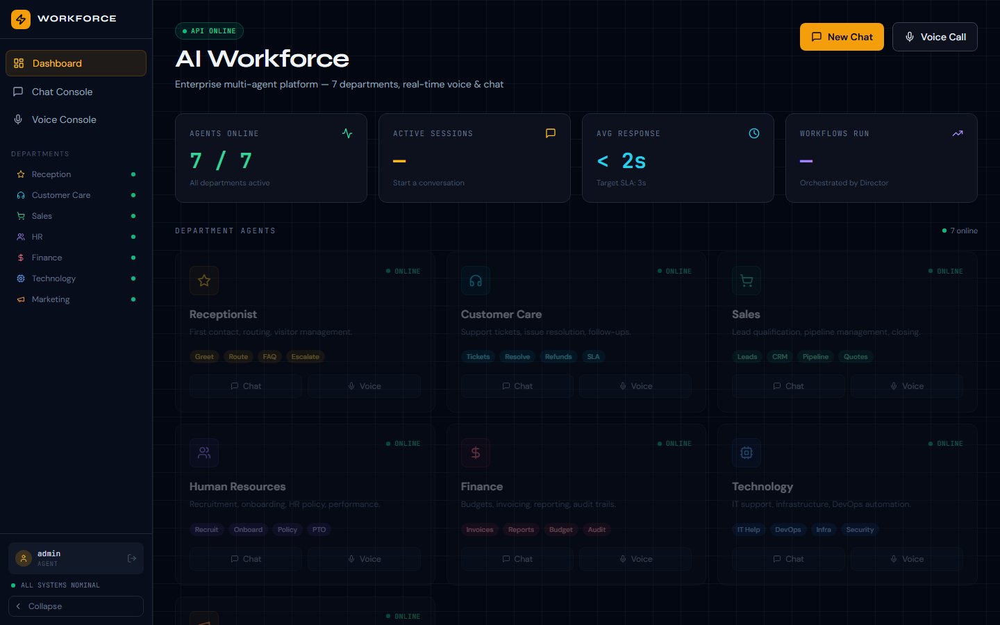 WORKFORCE
Dashboard
Chat Console
Voice Console
DEPARTMENTS
Reception
Customer Care
Sales
HR
Finance
Technology
Marketing
admin
AGENT
ALL SYSTEMS NOMINAL
Collapse
API ONLINE
AI Workforce
Enterprise multi-agent platform — 7 departments, real-time voice & chat
New Chat
Voice Call
AGENTS ONLINE
7 / 7
All departments active
ACTIVE SESSIONS
—
Start a conversation
AVG RESPONSE
< 2s
Target SLA: 3s
WORKFLOWS RUN
—
Orchestrated by Director
DEPARTMENT AGENTS
7 online
ONLINE
Receptionist
First contact, routing, visitor management.
Greet Route FAQ Escalate
Chat Voice
ONLINE
Customer Care
Support tickets, issue resolution, follow-ups.
Tickets Resolve Refunds SLA
Chat Voice
ONLINE
Sales
Lead qualification, pipeline management, closing.
Leads CRM Pipeline Quotes
Chat Voice
ONLINE
Human Resources
Recruitment, onboarding, HR policy, performance.
Recruit Onboard Policy PTO
Chat Voice
ONLINE
Finance
Budgets, invoicing, reporting, audit trails.
Invoices Reports Budget Audit
Chat Voice
ONLINE
Technology
IT support, infrastructure, DevOps automation.
IT Help DevOps Infra Security
Chat Voice
ONLINE